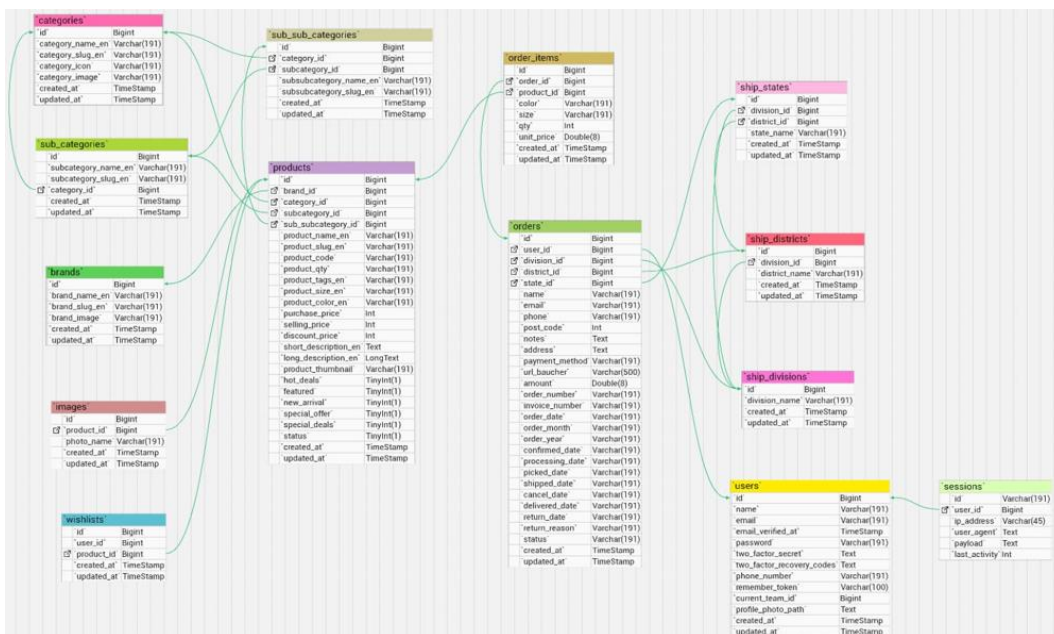 `categories`
`id` Bigint
`category_name_en` Varchar(191)
`category_slug_en` Varchar(191)
`category_icon` Varchar(191)
`category_image` Varchar(191)
`created_at` TimeStamp
`updated_at` TimeStamp
`sub_categories`
`id` Bigint
`subcategory_name_en` Varchar(191)
`subcategory_slug_en` Varchar(191)
`category_id` Bigint
`created_at` TimeStamp
`updated_at` TimeStamp
`brands`
`id` Bigint
`brand_name_en` Varchar(191)
`brand_slug_en` Varchar(191)
`brand_image` Varchar(191)
`created_at` TimeStamp
`updated_at` TimeStamp
`images`
`id` Bigint
`product_id` Bigint
`photo_name` Varchar(191)
`created_at` TimeStamp
`updated_at` TimeStamp
`wishlists`
`id` Bigint
`user_id` Bigint
`product_id` Bigint
`created_at` TimeStamp
`updated_at` TimeStamp
`sub_sub_categories`
`id` Bigint
`category_id` Bigint
`subcategory_id` Bigint
`subsubcategory_name_en` Varchar(191)
`subsubcategory_slug_en` Varchar(191)
`created_at` TimeStamp
`updated_at` TimeStamp
`products`
`id` Bigint
`brand_id` Bigint
`category_id` Bigint
`subcategory_id` Bigint
`sub_subcategory_id` Bigint
`product_name_en` Varchar(191)
`product_slug_en` Varchar(191)
`product_code` Varchar(191)
`product_qty` Varchar(191)
`product_tags_en` Varchar(191)
`product_size_en` Varchar(191)
`product_color_en` Varchar(191)
`purchase_price` Int
`selling_price` Int
`discount_price` Int
`short_description_en` Text
`long_description_en` LongText
`product_thumbnail` Varchar(191)
`hot_deals` TinyInt(1)
`featured` TinyInt(1)
`new_arrival` TinyInt(1)
`special_offer` TinyInt(1)
`special_deals` TinyInt(1)
`status` TinyInt(1)
`created_at` TimeStamp
`updated_at` TimeStamp
`order_items`
`id` Bigint
`order_id` Bigint
`product_id` Bigint
`color` Varchar(191)
`size` Varchar(191)
`qty` Int
`unit_price` Double(8)
`created_at` TimeStamp
`updated_at` TimeStamp
`orders`
`id` Bigint
`user_id` Bigint
`division_id` Bigint
`district_id` Bigint
`state_id` Bigint
`name` Varchar(191)
`email` Varchar(191)
`phone` Varchar(191)
`post_code` Int
`notes` Text
`address` Text
`payment_method` Varchar(191)
`url_baucher` Varchar(500)
`amount` Double(8)
`order_number` Varchar(191)
`invoice_number` Varchar(191)
`order_date` Varchar(191)
`order_month` Varchar(191)
`order_year` Varchar(191)
`confirmed_date` Varchar(191)
`processing_date` Varchar(191)
`picked_date` Varchar(191)
`shipped_date` Varchar(191)
`cancel_date` Varchar(191)
`delivered_date` Varchar(191)
`return_date` Varchar(191)
`return_reason` Varchar(191)
`status` Varchar(191)
`created_at` TimeStamp
`updated_at` TimeStamp
`ship_states`
`id` Bigint
`division_id` Bigint
`district_id` Bigint
`state_name` Varchar(191)
`created_at` TimeStamp
`updated_at` TimeStamp
`ship_districts`
`id` Bigint
`division_id` Bigint
`district_name` Varchar(191)
`created_at` TimeStamp
`updated_at` TimeStamp
`ship_divisions`
`id` Bigint
`division_name` Varchar(191)
`created_at` TimeStamp
`updated_at` TimeStamp
`users`
`id` Bigint
`name` Varchar(191)
`email` Varchar(191)
`email_verified_at` TimeStamp
`password` Varchar(191)
`two_factor_secret` Text
`two_factor_recovery_codes` Text
`phone_number` Varchar(191)
`remember_token` Varchar(100)
`current_team_id` Bigint
`profile_photo_path` Text
`created_at` TimeStamp
`updated_at` TimeStamp
`sessions`
`id` Varchar(191)
`user_id` Bigint
`ip_address` Varchar(45)
`user_agent` Text
`payload` Text
`last_activity` Int